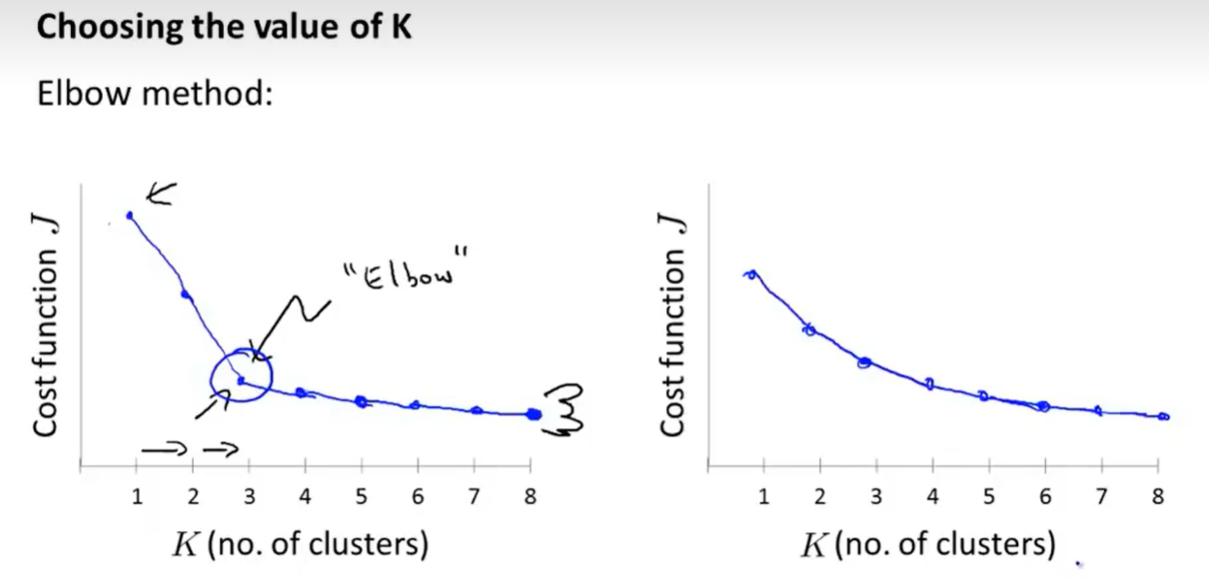 Choosing the value of K
Elbow method:
Cost function J
"Elbow"
1 2 3 4 5 6 7 8
K (no. of clusters)
Cost function J
1 2 3 4 5 6 7 8
K (no. of clusters)